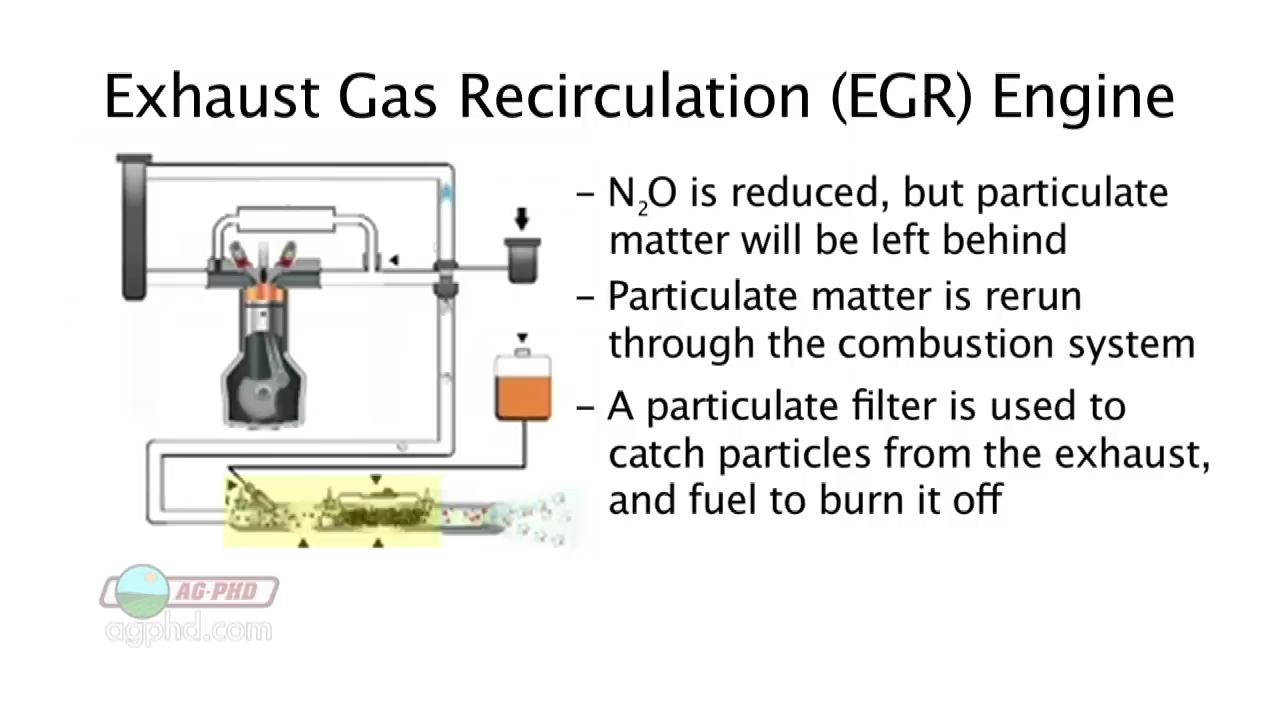 Exhaust Gas Recirculation (EGR) Engine
– N₂O is reduced, but particulate
matter will be left behind
– Particulate matter is rerun
through the combustion system
– A particulate filter is used to
catch particles from the exhaust,
and fuel to burn it off
AG-PHD
agphd.com